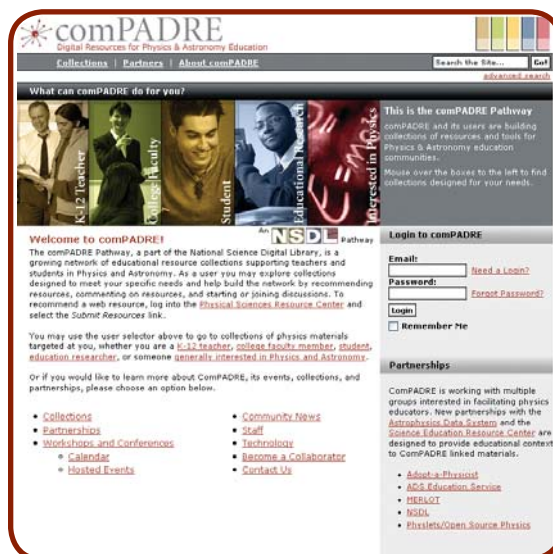 comPADRE
Digital Resources for Physics & Astronomy Education
Collections | Partners | About comPADRE
Search the Site... Go!
advanced search
What can comPADRE do for you?
K-12 Teacher
College Faculty
Student
Educational Research
Interested in Physics
This is the comPADRE Pathway
comPADRE and its users are building
collections of resources and tools for
Physics & Astronomy education
communities.
Mouse over the boxes to the left to find
collections designed for your needs.
An NSDL Pathway
Welcome to comPADRE!
The comPADRE Pathway, a part of the National Science Digital Library, is a
growing network of educational resource collections supporting teachers and
students in Physics and Astronomy. As a user you may explore collections
designed to meet your specific needs and help build the network by recommending
resources, commenting on resources, and starting or joining discussions. To
recommend a web resource, log into the Physical Sciences Resource Center and
select the Submit Resources link.
You may use the user selector above to go to collections of physics materials
targeted at you, whether you are a K-12 teacher, college faculty member, student,
education researcher, or someone generally interested in Physics and Astronomy.
Or if you would like to learn more about ComPADRE, its events, collections, and
partnerships, please choose an option below.
Collections
Partnerships
Workshops and Conferences
Calendar
Hosted Events
Community News
Staff
Technology
Become a Collaborator
Contact Us
Login to comPADRE
Email:
Need a Login?
Password:
Forgot Password?
Login
Remember Me
Partnerships
ComPADRE is working with multiple
groups interested in facilitating physics
educators. New partnerships with the
Astrophysics Data System and the
Science Education Resource Center are
designed to provide educational context
to ComPADRE linked materials.
Adopt-a-Physicist
ADS Education Service
MERLOT
NSDL
Physlets/Open Source Physics